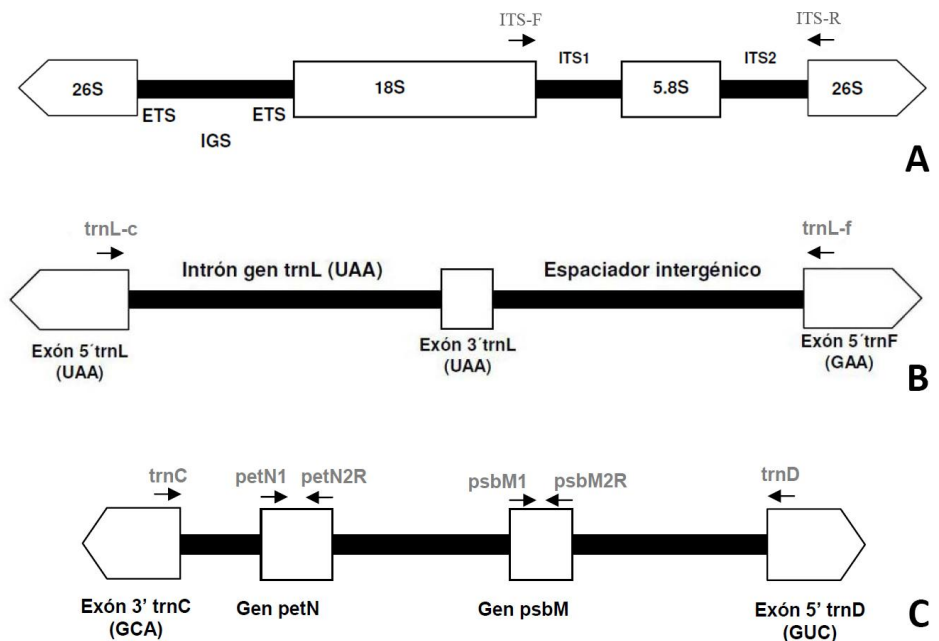 ITS-F ITS-R
ITS1 ITS2
26S 18S 5.8S 26S
ETS ETS
IGS
A
trnL-c trnL-f
Intrón gen trnL (UAA) Espaciador intergénico
Exón 5´trnL Exón 3´trnL Exón 5´trnF
(UAA) (UAA) (GAA)
B
trnC petN1 petN2R psbM1 psbM2R trnD
Exón 3’ trnC Gen petN Gen psbM Exón 5’ trnD
(GCA) (GUC)
C